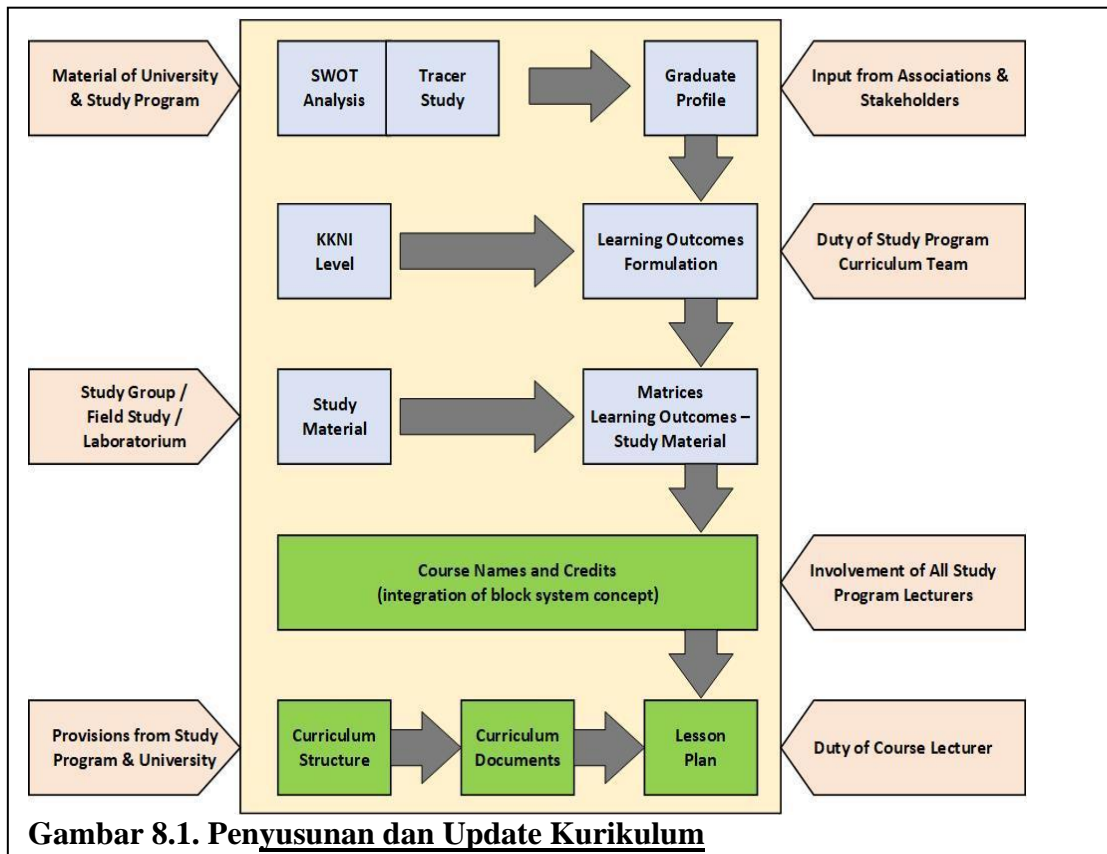 Material of University
& Study Program
SWOT
Analysis
Tracer
Study
Graduate
Profile
Input from Associations &
Stakeholders
KKNI
Level
Learning Outcomes
Formulation
Duty of Study Program
Curriculum Team
Study Group /
Field Study /
Laboratorium
Study
Material
Matrices
Learning Outcomes –
Study Material
Course Names and Credits
(integration of block system concept)
Involvement of All Study
Program Lecturers
Provisions from Study
Program & University
Curriculum
Structure
Curriculum
Documents
Lesson
Plan
Duty of Course Lecturer
Gambar 8.1. Penyusunan dan Update Kurikulum